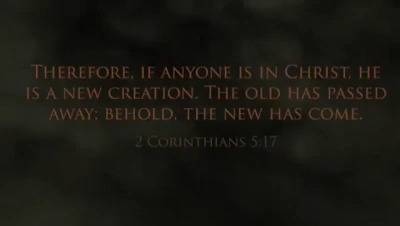 Therefore, if anyone is in Christ, he
is a new creation. The old has passed
away; behold, the new has come.
2 Corinthians 5:17